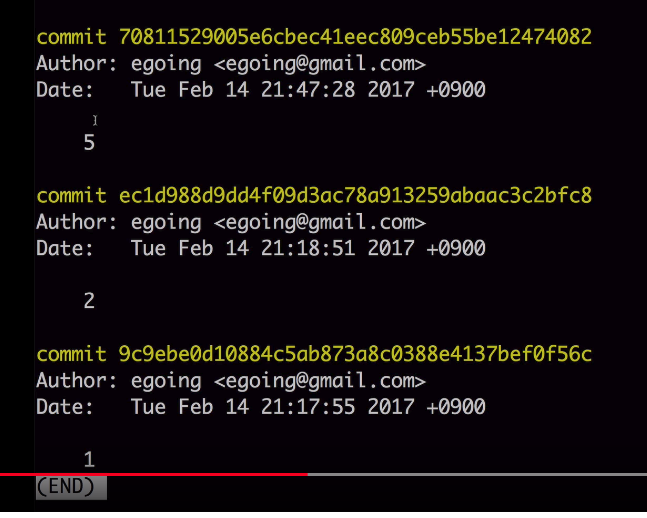 commit 70811529005e6cbec41eec809ceb55be12474082
Author: egoing <egoing@gmail.com>
Date:   Tue Feb 14 21:47:28 2017 +0900
5
commit ec1d988d9dd4f09d3ac78a913259abaac3c2bfc8
Author: egoing <egoing@gmail.com>
Date:   Tue Feb 14 21:18:51 2017 +0900
2
commit 9c9ebe0d10884c5ab873a8c0388e4137bef0f56c
Author: egoing <egoing@gmail.com>
Date:   Tue Feb 14 21:17:55 2017 +0900
1
(END)